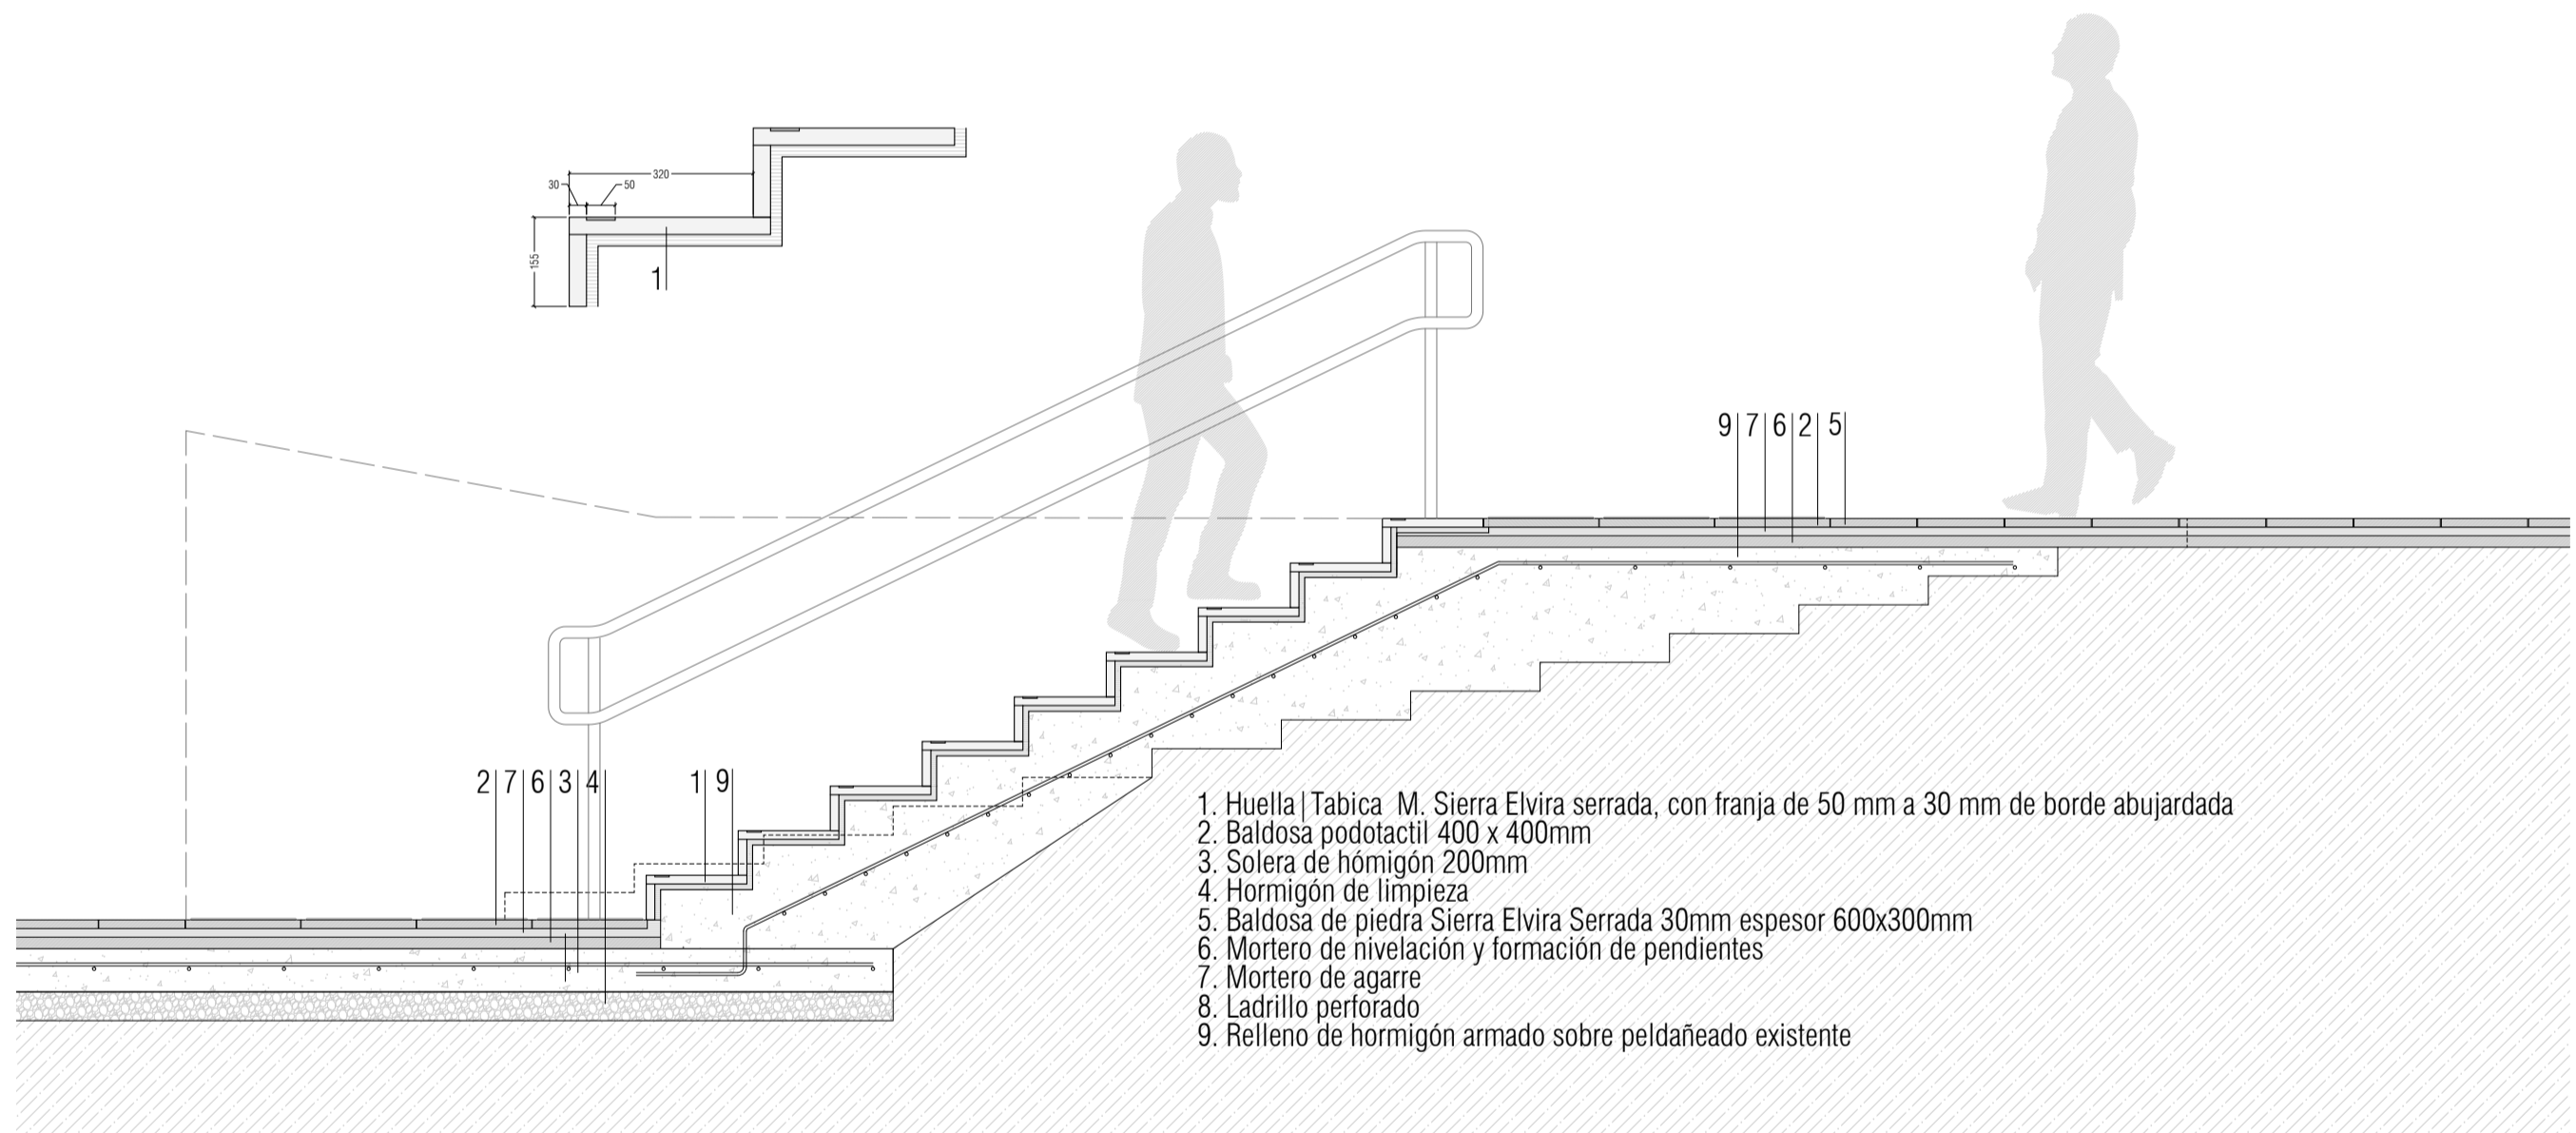 320
30
50
155
1
9 7 6 2 5
2 7 6 3 4
1 9
1. Huella|Tabica M. Sierra Elvira serrada, con franja de 50 mm a 30 mm de borde abujardada
2. Baldosa podotactil 400 x 400mm
3. Solera de hómigón 200mm
4. Hormigón de limpieza
5. Baldosa de piedra Sierra Elvira Serrada 30mm espesor 600x300mm
6. Mortero de nivelación y formación de pendientes
7. Mortero de agarre
8. Ladrillo perforado
9. Relleno de hormigón armado sobre peldañeado existente